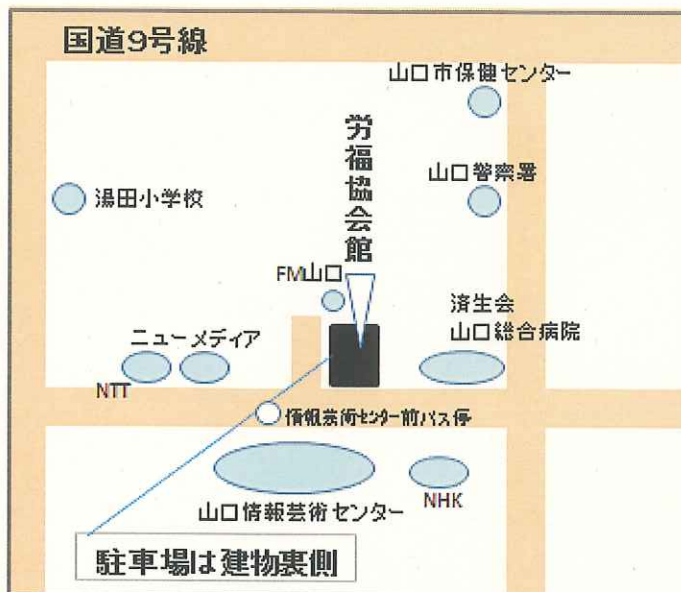 国道9号線
山口市保健センター
労福協会館
山口警察署
湯田小学校
FM山口
済生会
山口総合病院
ニューメディア
NTT
情報芸術センター前バス停
山口情報芸術センター
NHK
駐車場は建物裏側